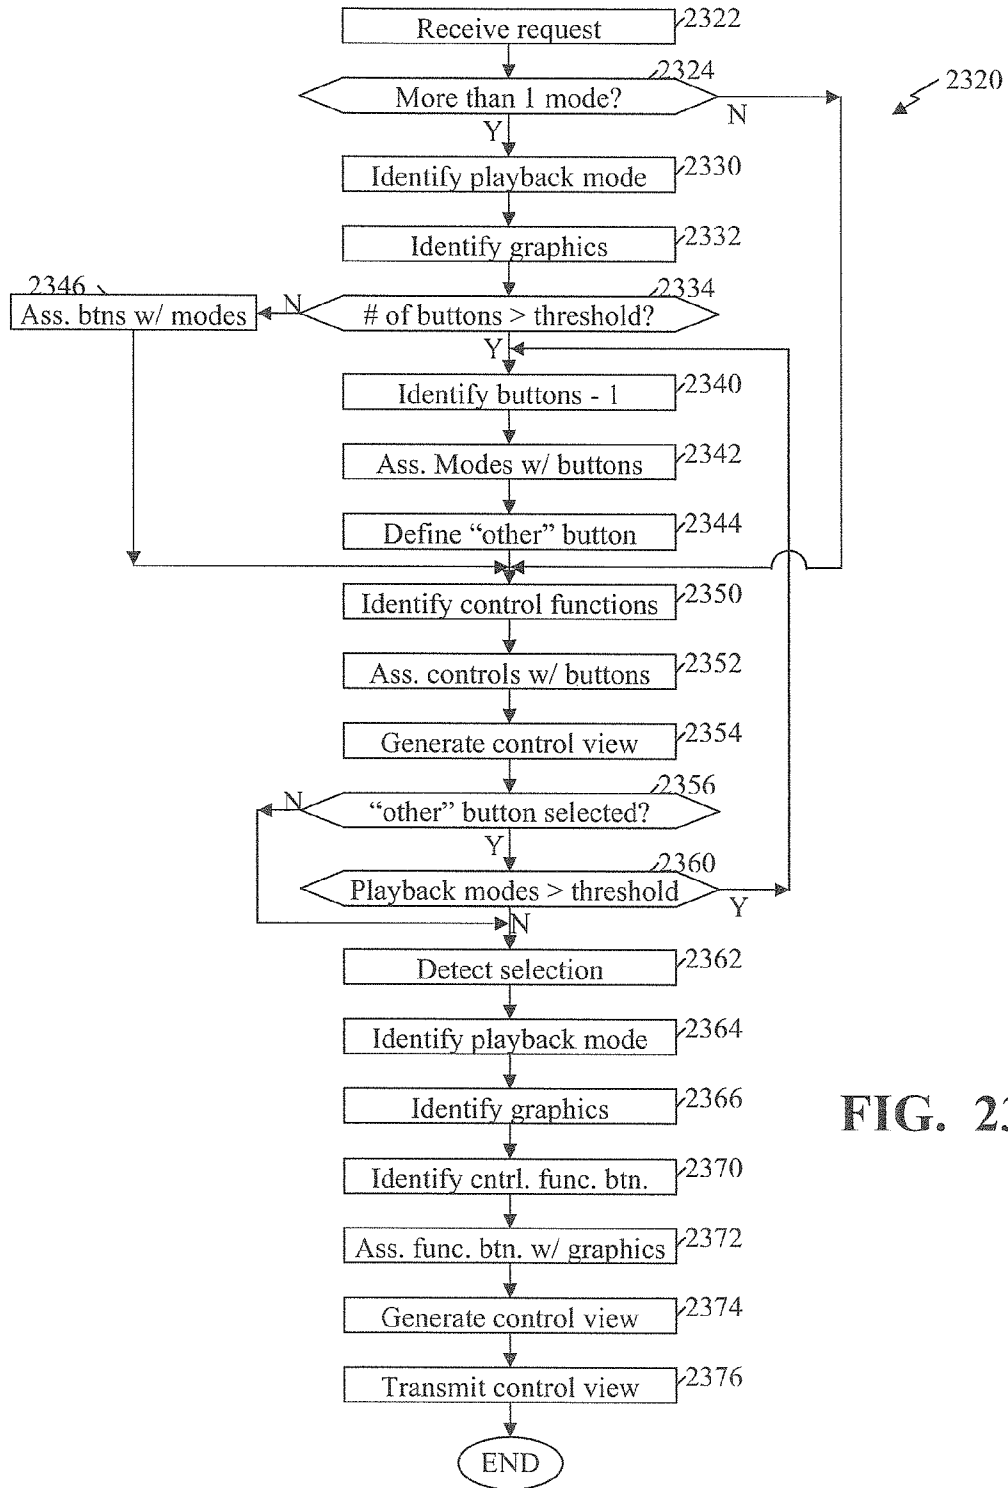 Receive request 2322
2324
More than 1 mode? N
2320
Y
Identify playback mode 2330
Identify graphics 2332
2346
2334
Ass. btns w/ modes N # of buttons > threshold?
Y
Identify buttons - 1 2340
Ass. Modes w/ buttons 2342
Define “other” button 2344
Identify control functions 2350
Ass. controls w/ buttons 2352
Generate control view 2354
2356
N “other” button selected?
Y
2360
Playback modes > threshold Y
N
Detect selection 2362
Identify playback mode 2364
Identify graphics 2366
FIG. 23
Identify cntrl. func. btn. 2370
Ass. func. btn. w/ graphics 2372
Generate control view 2374
Transmit control view 2376
END